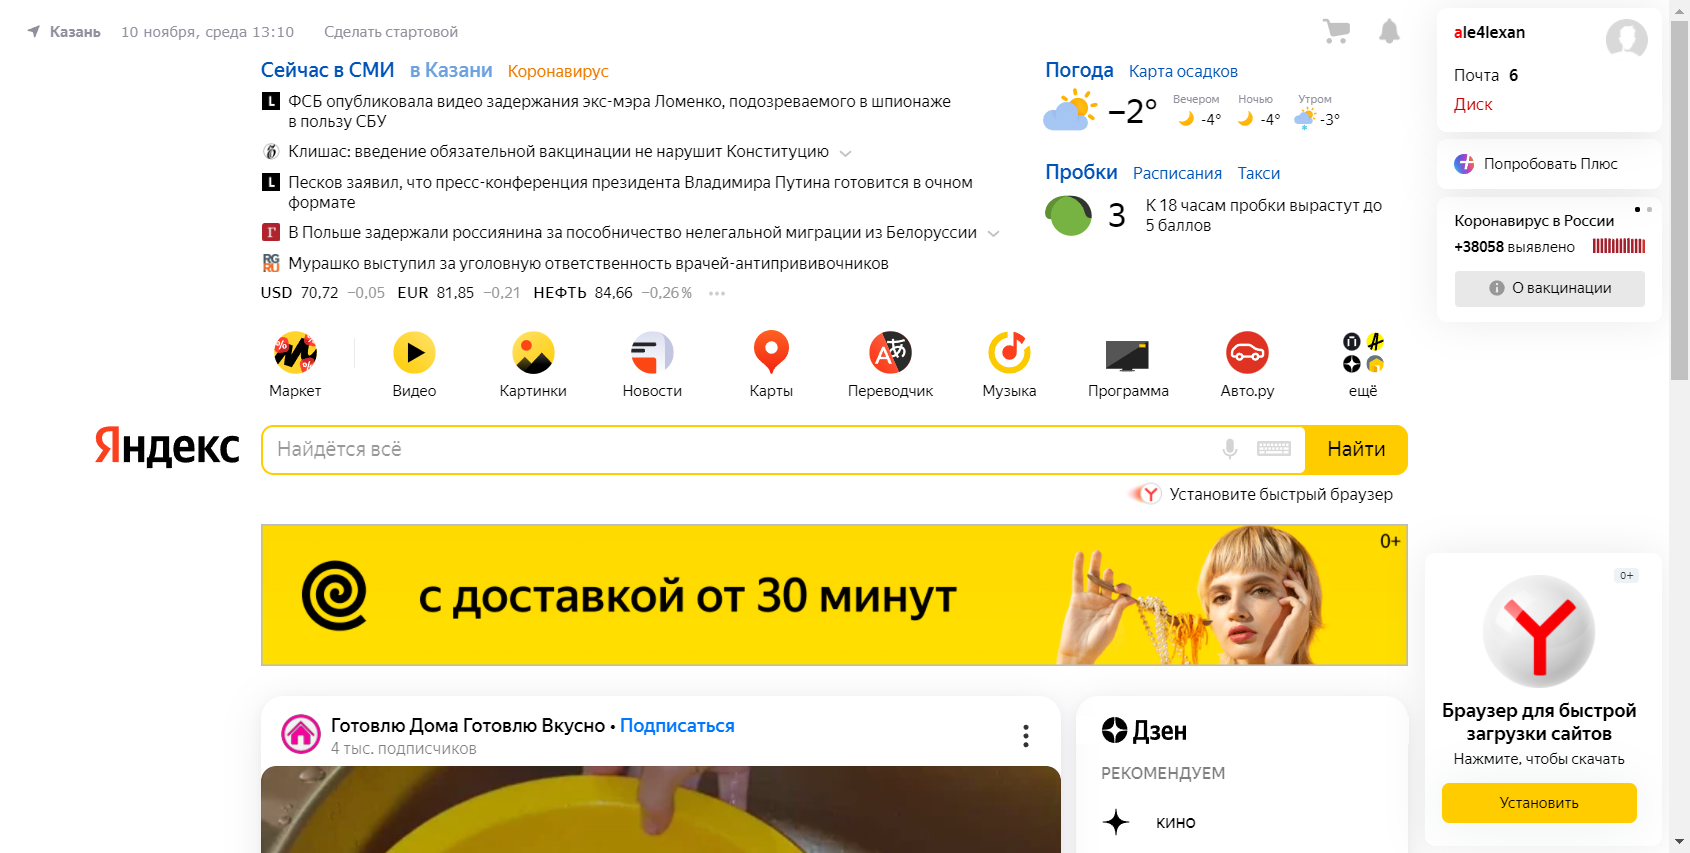 Казань 10 ноября, среда 13:10 Сделать стартовой
Сейчас в СМИ в Казани Коронавирус
ФСБ опубликовала видео задержания экс-мэра Ломенко, подозреваемого в шпионаже
в пользу СБУ
Клишас: введение обязательной вакцинации не нарушит Конституцию
L Песков заявил, что пресс-конференция президента Владимира Путина готовится в очном
формате
Г В Польше задержали россиянина за пособничество нелегальной миграции из Белоруссии
RG
RU Мурашко выступил за уголовную ответственность врачей-антипрививочников
USD 70,72 −0,05 EUR 81,85 −0,21 НЕФТЬ 84,66 −0,26% •••
Погода Карта осадков
−2° Вечером Ночью Утром
-4° -4° -3°
Пробки Расписания Такси
3 К 18 часам пробки вырастут до
5 баллов
ale4lexan
Почта 6
Диск
Попробовать Плюс
Коронавирус в России
+38058 выявлено
О вакцинации
Маркет Видео Картинки Новости Карты Переводчик Музыка Программа Авто.ру ещё
Яндекс Найдётся всё Найти
Установите быстрый браузер
с доставкой от 30 минут
0+
Готовлю Дома Готовлю Вкусно • Подписаться
4 тыс. подписчиков
Дзен
РЕКОМЕНДУЕМ
кино
0+
Y
Браузер для быстрой
загрузки сайтов
Нажмите, чтобы скачать
Установить